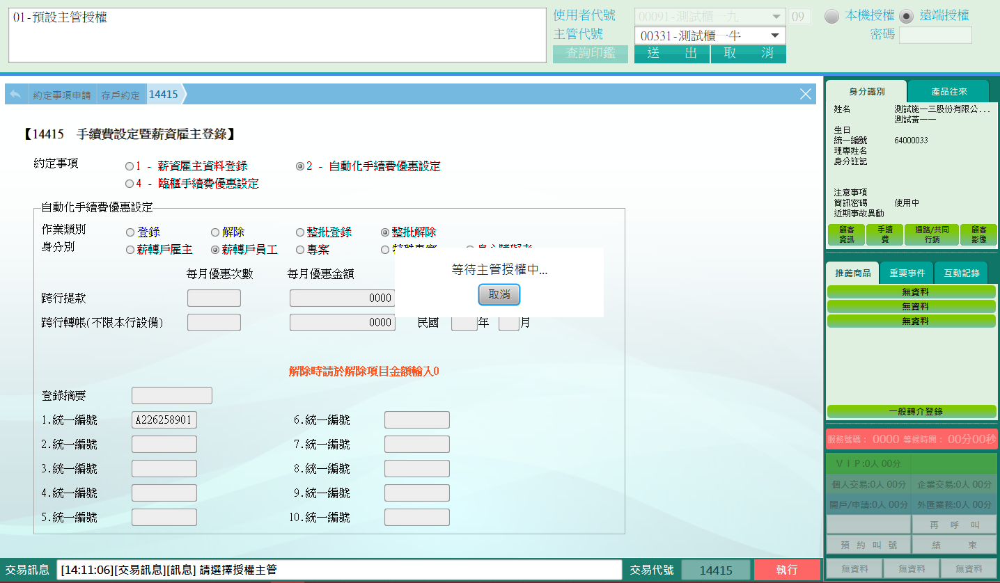 01-預設主管授權
使用者代號 00091-測試櫃一九 09 本機授權 遠端授權
主管代號 00331-測試櫃一牛 密碼
查詢印鑑 送 出 取 消
約定事項申請 存戶約定 14415
【14415 手續費設定暨薪資雇主登錄】
約定事項 1 - 薪資雇主資料登錄 2 - 自動化手續費優惠設定
4 - 臨櫃手續費優惠設定
自動化手續費優惠設定
作業類別 登錄 解除 整批登錄 整批解除
身分別 薪轉戶雇主 薪轉戶員工 專案
等待主管授權中...
取消
每月優惠次數 每月優惠金額
跨行提款 0000
跨行轉帳(不限本行設備) 0000 民國 年 月
解除時請於解除項目金額輸入0
登錄摘要
1.統一編號 A226258901 6.統一編號
2.統一編號 7.統一編號
3.統一編號 8.統一編號
4.統一編號 9.統一編號
5.統一編號 10.統一編號
交易訊息 [14:11:06][交易訊息][訊息] 請選擇授權主管 交易代號 14415 執行
身分識別 產品往來
姓名 測試施一三股份有限公...
測試黃一一
生日
統一編號 64000033
理專姓名
身分註記
注意事項
簡訊密碼 使用中
近期事故異動
顧客資訊 手續費 通路/共同行銷 顧客影像
推薦商品 重要事件 互動記錄
無資料
無資料
無資料
一般轉介登錄
服務號碼： 0000 等候時間： 00分00秒
ＶＩＰ:0人 00分
個人交易:0人 00分 企業交易:0人 00分
開戶/申請:0人 00分 外匯業務:0人 00分
再 呼 叫
預 約 叫 號 結 束
無資料 無資料 無資料